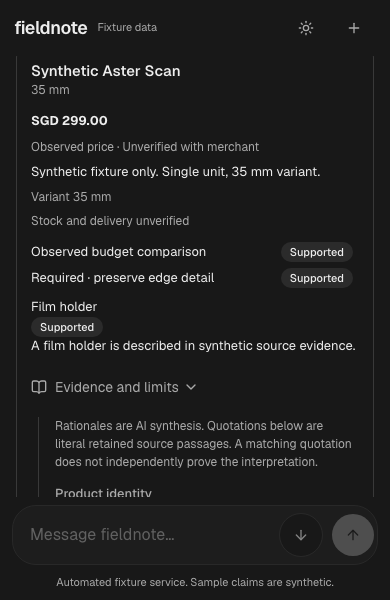 fieldnote Fixture data
Synthetic Aster Scan
35 mm
SGD 299.00
Observed price · Unverified with merchant
Synthetic fixture only. Single unit, 35 mm variant.
Variant 35 mm
Stock and delivery unverified
Observed budget comparison Supported
Required · preserve edge detail Supported
Film holder
Supported
A film holder is described in synthetic source evidence.
Evidence and limits
Rationales are AI synthesis. Quotations below are
literal retained source passages. A matching quotation
does not independently prove the interpretation.
Product identity
Message fieldnote...
Automated fixture service. Sample claims are synthetic.